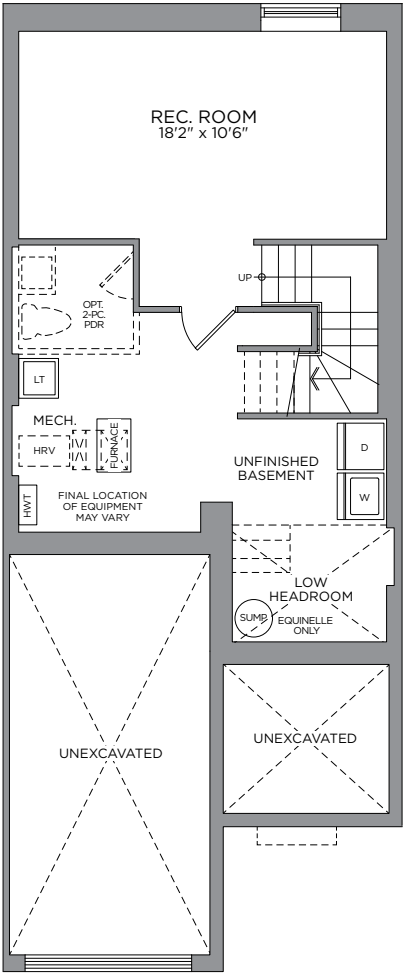 REC. ROOM
18'2" x 10'6"
UP
OPT.
2-PC.
PDR
LT
MECH.
HRV
FURNACE
HWT
FINAL LOCATION
OF EQUIPMENT
MAY VARY
UNFINISHED
BASEMENT
D
W
LOW
HEADROOM
SUMP
EQUINELLE
ONLY
UNEXCAVATED
UNEXCAVATED